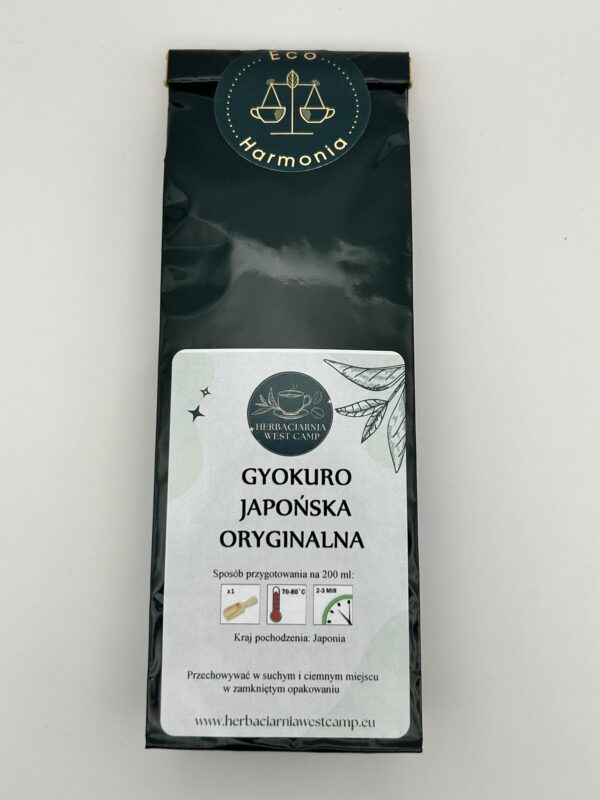 Eco
Harmonia
HERBACIARNIA
WEST CAMP
GYOKURO
JAPOŃSKA
ORYGINALNA
Sposób przygotowania na 200 ml:
x1
70-80°C
2-3 MIN
Kraj pochodzenia: Japonia
Przechowywać w suchym i ciemnym miejscu
w zamkniętym opakowaniu
www.herbaciarniawestcamp.eu